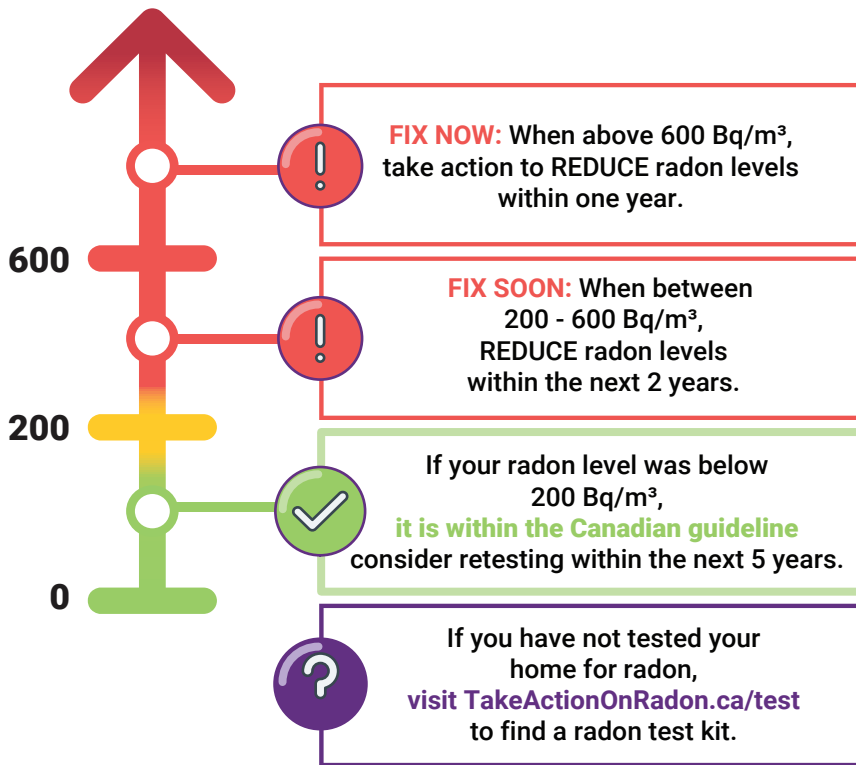 FIX NOW: When above 600 Bq/m³,
take action to REDUCE radon levels
within one year.
600
FIX SOON: When between
200 - 600 Bq/m³,
REDUCE radon levels
within the next 2 years.
200
If your radon level was below
200 Bq/m³,
it is within the Canadian guideline
consider retesting within the next 5 years.
0
If you have not tested your
home for radon,
visit TakeActionOnRadon.ca/test
to find a radon test kit.